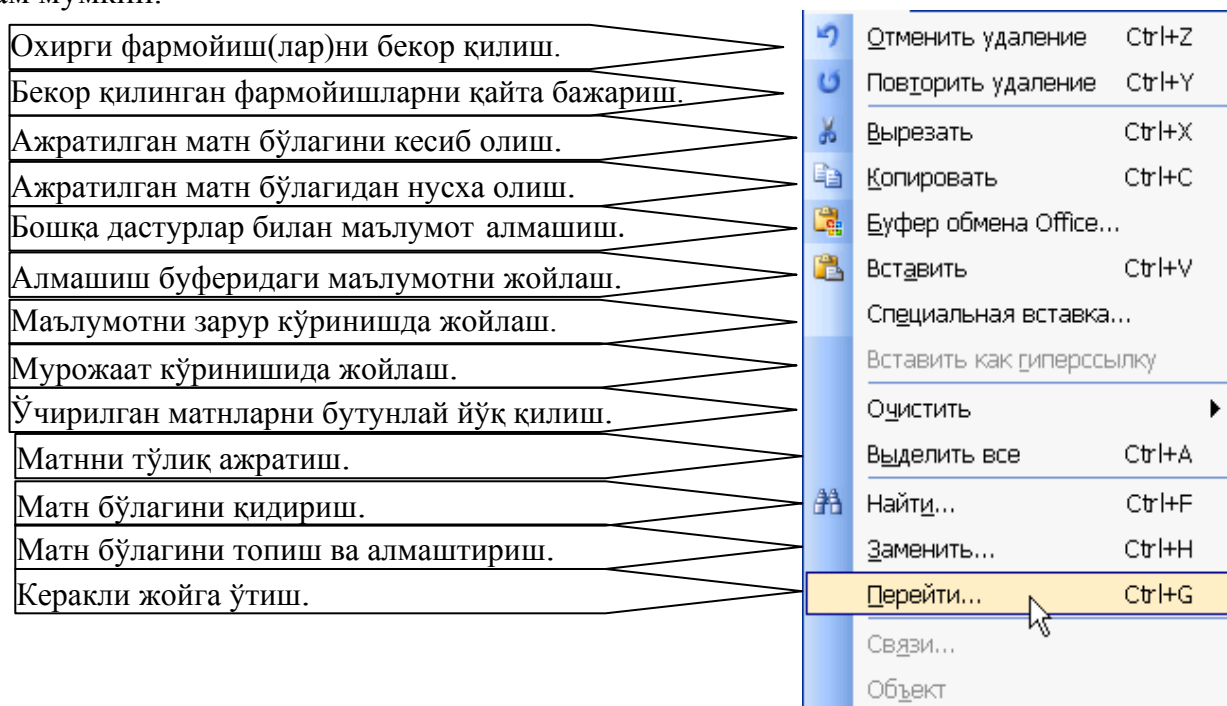 ам мумкин.
Охирги фармойиш(лар)ни бекор қилиш.
Отменить удаление Ctrl+Z
Бекор қилинган фармойишларни қайта бажариш.
Повторить удаление Ctrl+Y
Ажратилган матн бўлагини кесиб олиш.
Вырезать Ctrl+X
Ажратилган матн бўлагидан нусха олиш.
Копировать Ctrl+C
Бошқа дастурлар билан маълумот алмашиш.
Буфер обмена Office...
Алмашиш буферидаги маълумотни жойлаш.
Вставить Ctrl+V
Маълумотни зарур кўринишда жойлаш.
Специальная вставка...
Мурожаат кўринишида жойлаш.
Вставить как гиперссылку
Ўчирилган матнларни бутунлай йўқ қилиш.
Очистить
Матнни тўлиқ ажратиш.
Выделить все Ctrl+A
Матн бўлагини қидириш.
Найти... Ctrl+F
Матн бўлагини топиш ва алмаштириш.
Заменить... Ctrl+H
Керакли жойга ўтиш.
Перейти... Ctrl+G
Связи...
Объект